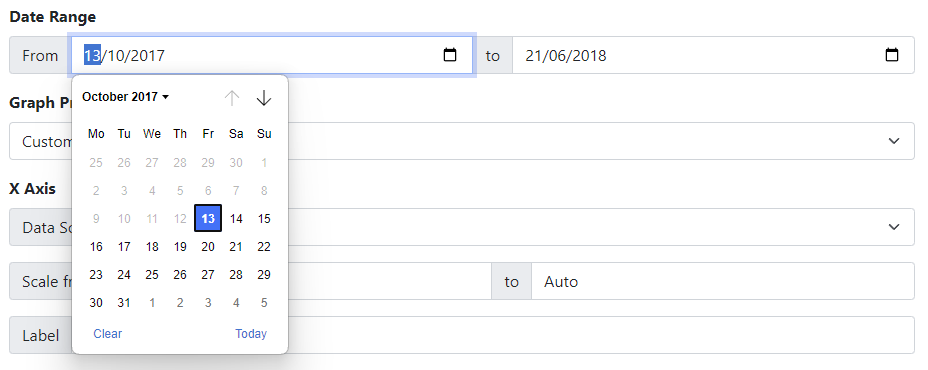 Date Range
From 13/10/2017 to 21/06/2018
Graph P
Custom
October 2017
Mo Tu We Th Fr Sa Su
25 26 27 28 29 30 1
2 3 4 5 6 7 8
9 10 11 12 13 14 15
16 17 18 19 20 21 22
23 24 25 26 27 28 29
30 31 1 2 3 4 5
Clear Today
X Axis
Data So
Scale fr to Auto
Label